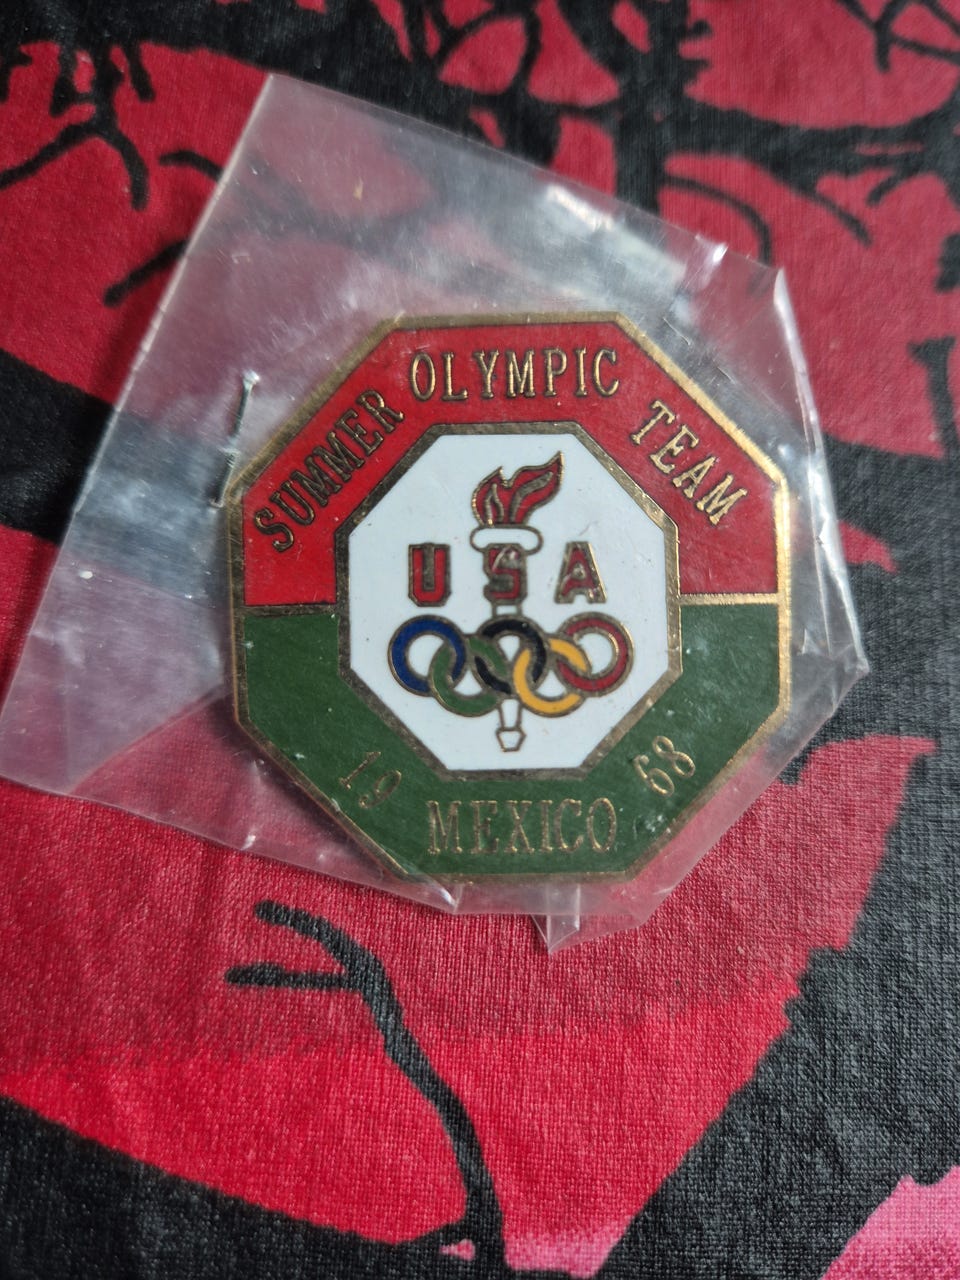 SUMMER OLYMPIC TEAM
USA
19 68
MEXICO